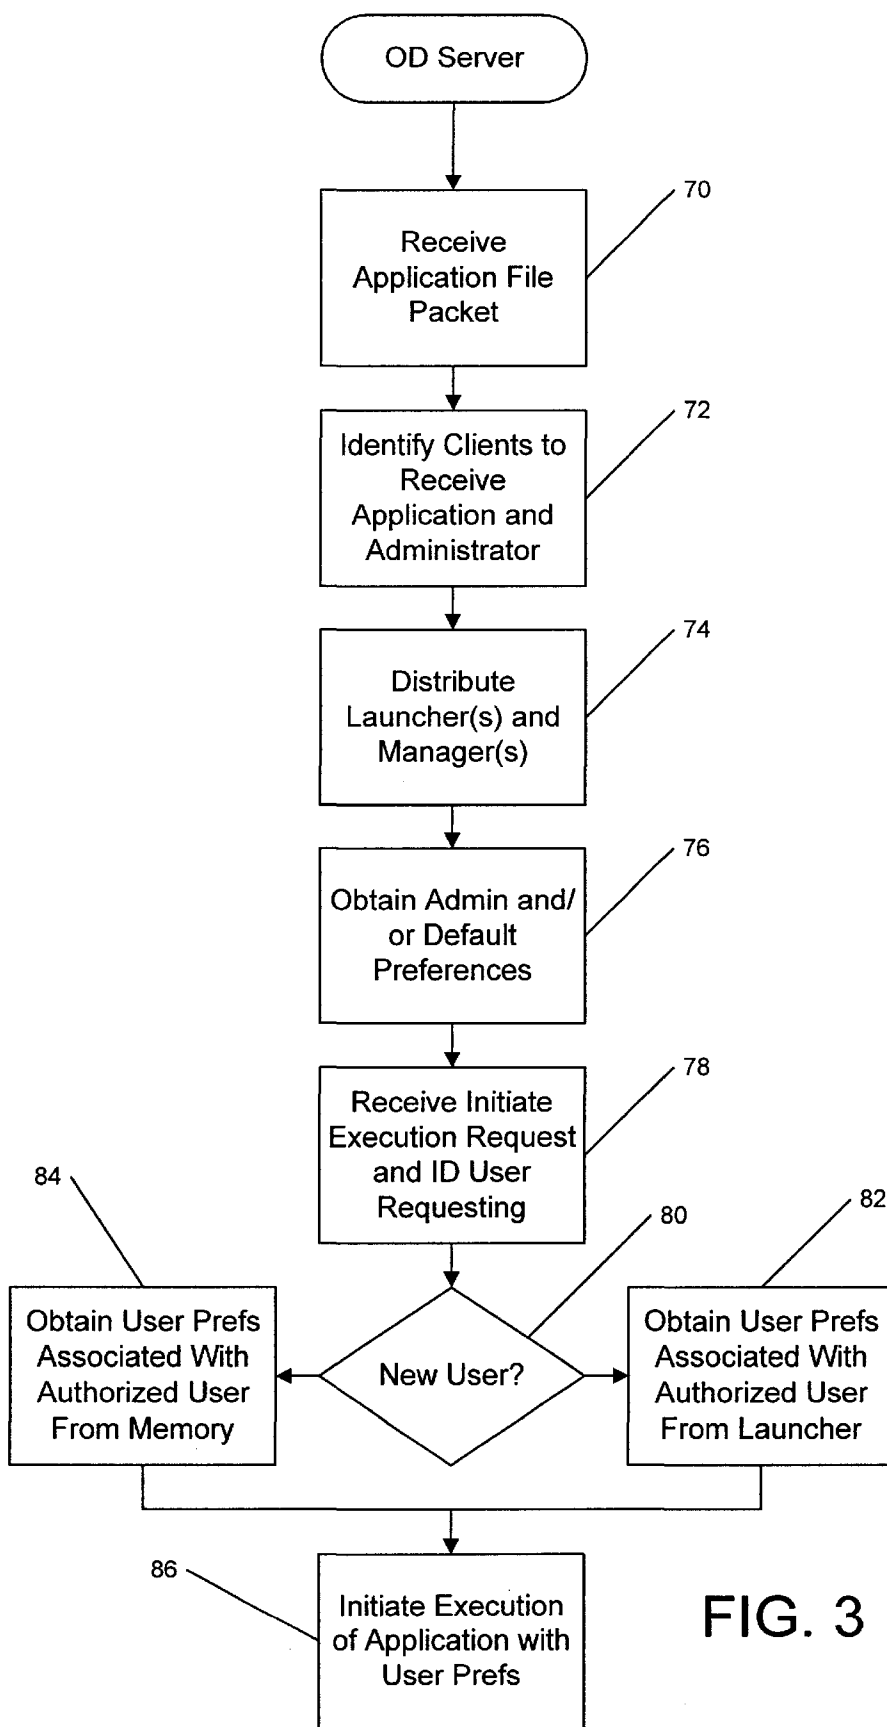 OD Server
70
Receive
Application File
Packet
72
Identify Clients to
Receive
Application and
Administrator
74
Distribute
Launcher(s) and
Manager(s)
76
Obtain Admin and/
or Default
Preferences
78
Receive Initiate
Execution Request
and ID User
Requesting
84
80
82
Obtain User Prefs
Associated With
Authorized User
From Memory
New User?
Obtain User Prefs
Associated With
Authorized User
From Launcher
86
Initiate Execution
of Application with
User Prefs
FIG. 3